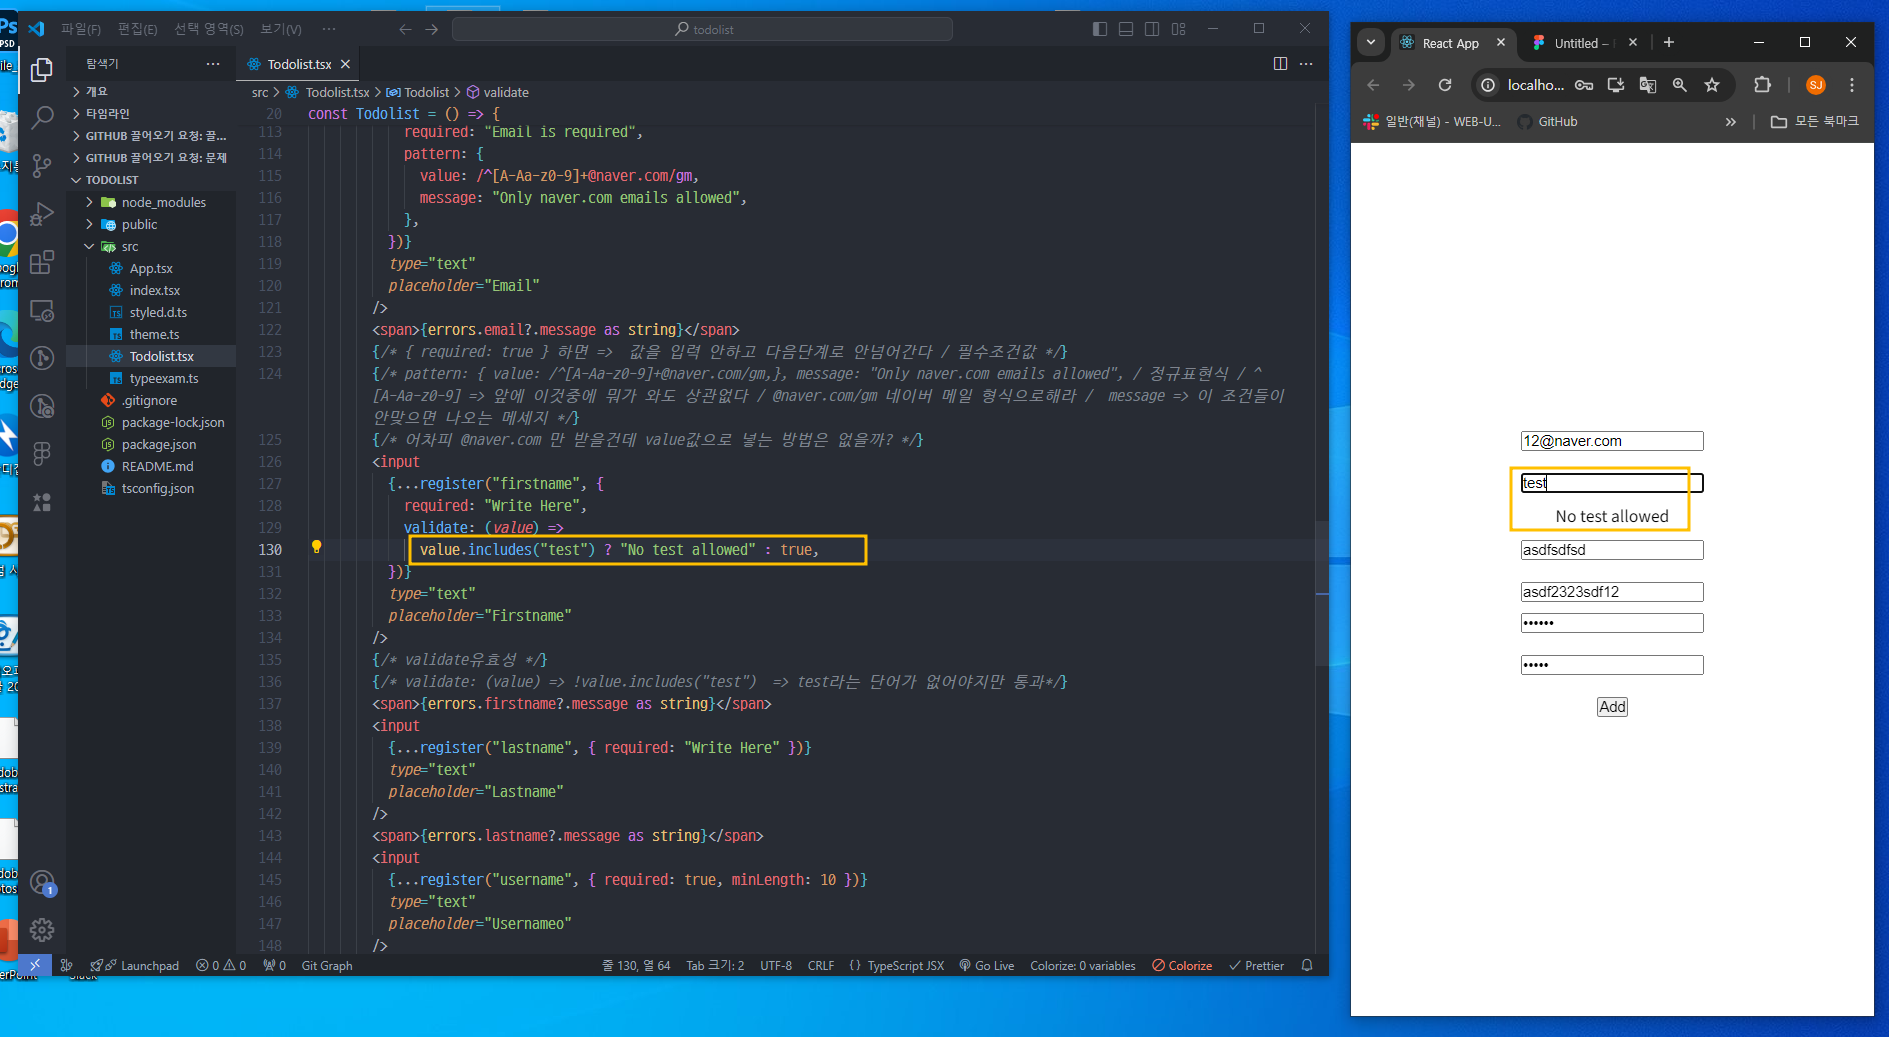 파일(F) 편집(E) 선택 영역(S) 보기(V) ··· todolist
탐색기 ···
개요
타임라인
GITHUB 끌어오기 요청: 끌...
GITHUB 끌어오기 요청: 문제
TODOLIST
node_modules
public
src
App.tsx
index.tsx
styled.d.ts
theme.ts
Todolist.tsx
typeexam.ts
.gitignore
package-lock.json
package.json
README.md
tsconfig.json
Todolist.tsx
src > Todolist.tsx > Todolist > validate
20 const Todolist = () => {
113 required: "Email is required",
114 pattern: {
115 value: /^[A-Aa-z0-9]+@naver.com/gm,
116 message: "Only naver.com emails allowed",
117 },
118 })}
119 type="text"
120 placeholder="Email"
121 />
122 <span>{errors.email?.message as string}</span>
123 {/* { required: true } 하면 =>  값을 입력 안하고 다음단계로 안넘어간다 / 필수조건값 */}
124 {/* pattern: { value: /^[A-Aa-z0-9]+@naver.com/gm,}, message: "Only naver.com emails allowed", / 정규표현식 / ^
[A-Aa-z0-9] => 앞에 이것중에 뭐가 와도 상관없다 / @naver.com/gm 네이버 메일 형식으로해라 /  message => 이 조건들이
안맞으면 나오는 메세지 */}
125 {/* 어차피 @naver.com 만 받을건데 value값으로 넣는 방법은 없을까? */}
126 <input
127 {...register("firstname", {
128 required: "Write Here",
129 validate: (value) =>
130 value.includes("test") ? "No test allowed" : true,
131 })}
132 type="text"
133 placeholder="Firstname"
134 />
135 {/* validate유효성 */}
136 {/* validate: (value) => !value.includes("test")  => test라는 단어가 없어야지만 통과*/}
137 <span>{errors.firstname?.message as string}</span>
138 <input
139 {...register("lastname", { required: "Write Here" })}
140 type="text"
141 placeholder="Lastname"
142 />
143 <span>{errors.lastname?.message as string}</span>
144 <input
145 {...register("username", { required: true, minLength: 10 })}
146 type="text"
147 placeholder="Usernameo"
148 />
1
Launchpad 0 0 0 Git Graph 줄 130, 열 64 Tab 크기: 2 UTF-8 CRLF {} TypeScript JSX Go Live Colorize: 0 variables Colorize Prettier
React App Untitled –
localho... SJ
일반(채널) - WEB-U... GitHub » 모든 북마크
12@naver.com
test
No test allowed
asdfsdfsd
asdf2323sdf12
••••••
•••••
Add